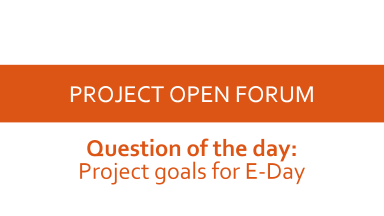 PROJECT OPEN FORUM
Question of the day:
Project goals for E-Day